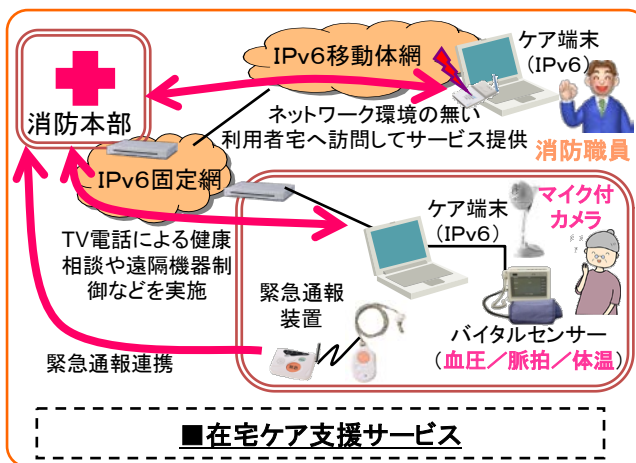 IPv6移動体網
ケア端末
(IPv6)
消防本部
ネットワーク環境の無い
利用者宅へ訪問してサービス提供
消防職員
IPv6固定網
ケア端末
(IPv6)
マイク付
カメラ
TV電話による健康
相談や遠隔機器制
御などを実施
緊急通報
装置
バイタルセンサー
(血圧／脈拍／体温)
緊急通報連携
■在宅ケア支援サービス